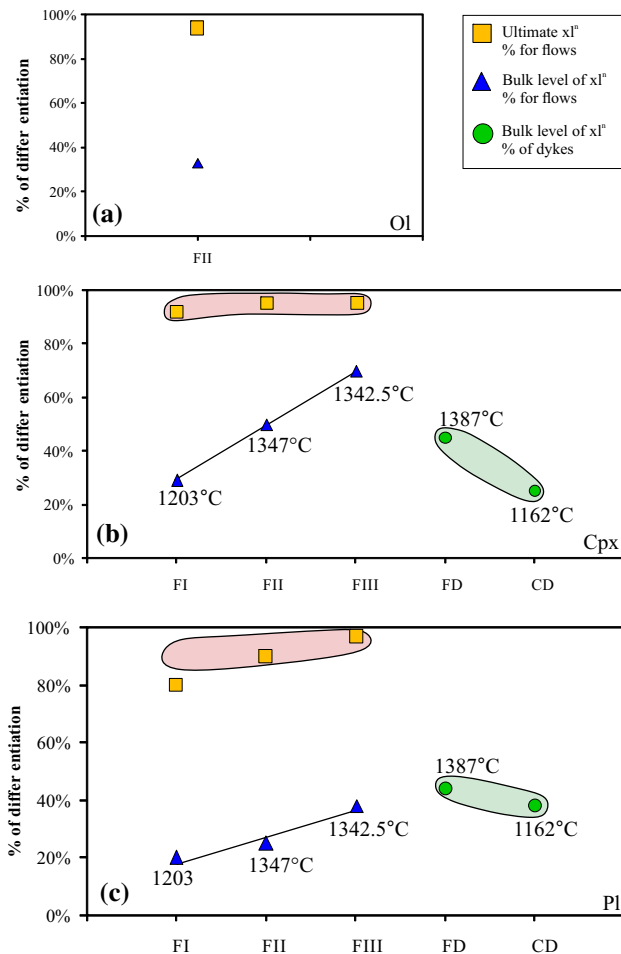 100%
80%
60%
40%
20%
0%
% of differ entiation
(a)
Ol
FII
Ultimate xlⁿ
% for flows
Bulk level of xlⁿ
% for flows
Bulk level of xlⁿ
% of dykes
100%
80%
60%
40%
20%
0%
% of differ entiation
1342.5°C
1347°C
1203°C
1387°C
1162°C
(b)
Cpx
FI
FII
FIII
FD
CD
100%
80%
60%
40%
20%
0%
% of differ entiation
1387°C
1342.5°C
1162°C
1347°C
1203
(c)
Pl
FI
FII
FIII
FD
CD